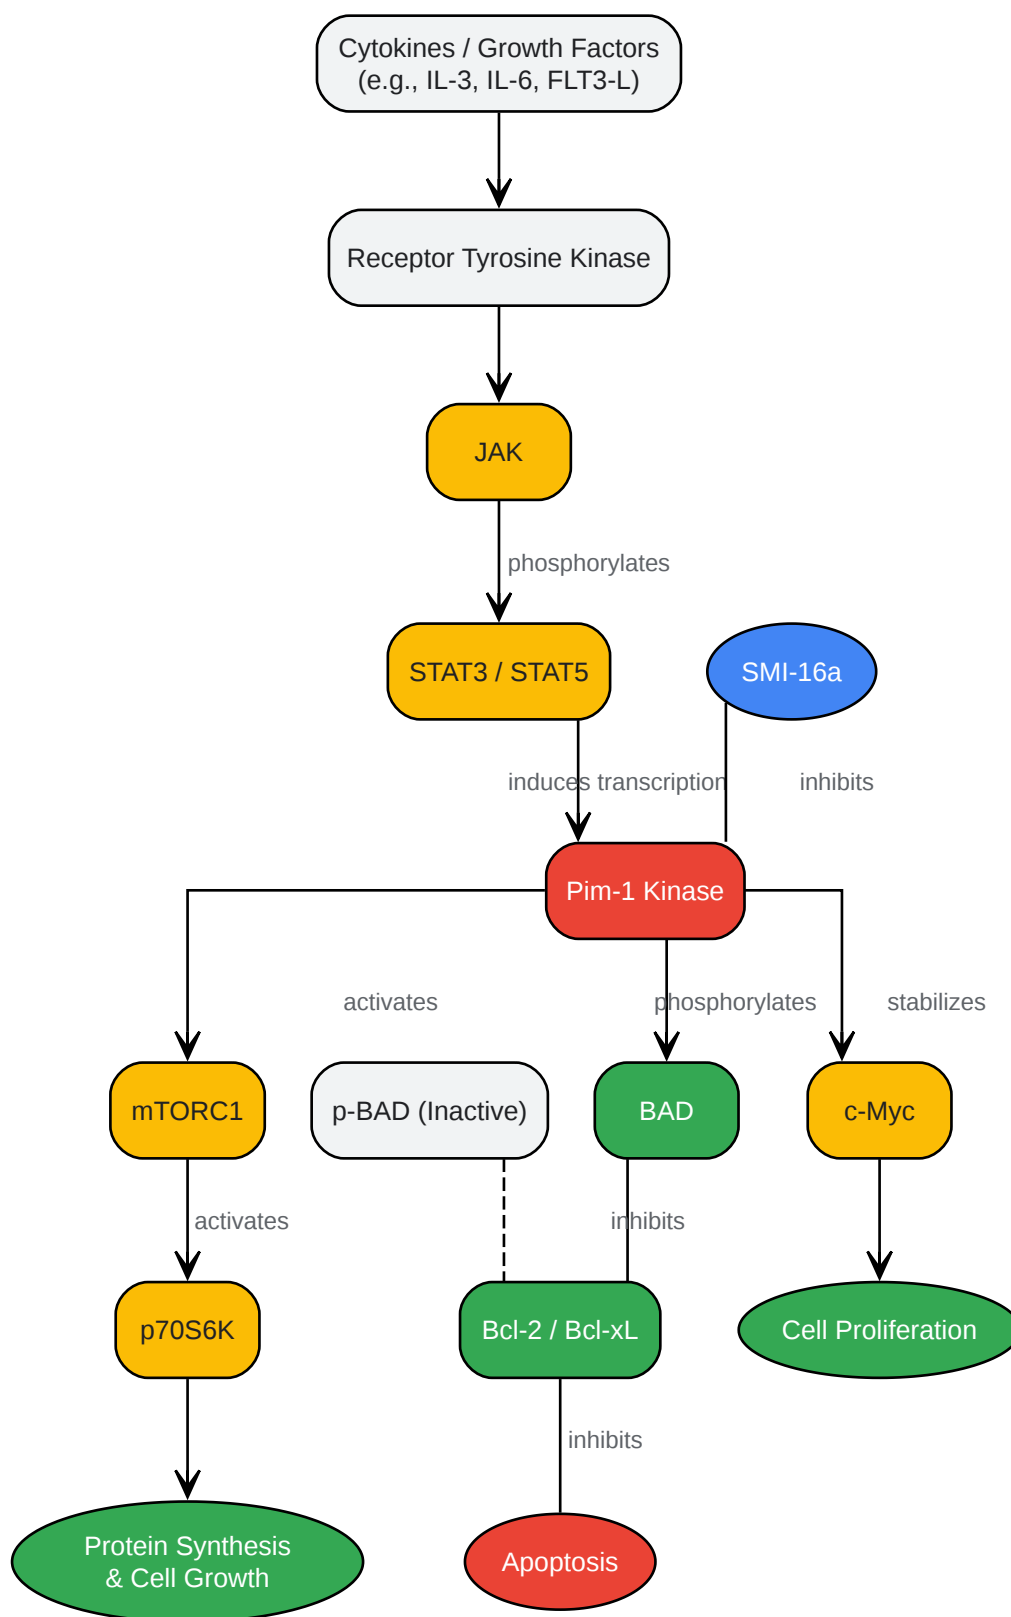 Cytokines / Growth Factors
(e.g., IL-3, IL-6, FLT3-L)
Receptor Tyrosine Kinase
JAK
phosphorylates
STAT3 / STAT5
SMI-16a
induces transcription
inhibits
Pim-1 Kinase
activates
phosphorylates
stabilizes
mTORC1
p-BAD (Inactive)
BAD
c-Myc
activates
inhibits
p70S6K
Bcl-2 / Bcl-xL
Cell Proliferation
inhibits
Protein Synthesis
& Cell Growth
Apoptosis